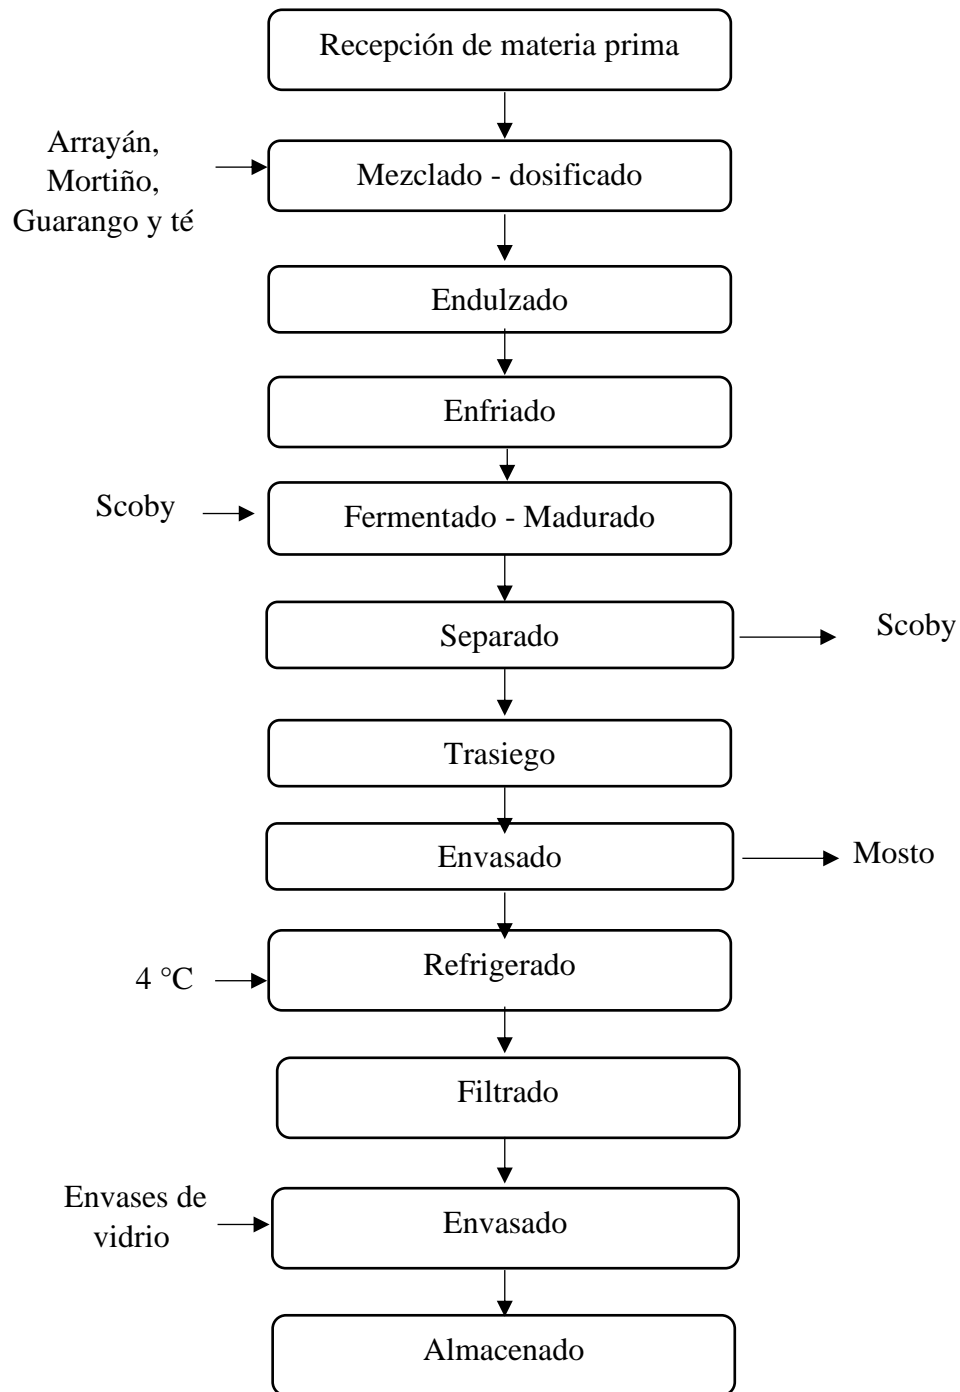 Recepción de materia prima
Arrayán,
Mortiño,
Guarango y té
Mezclado - dosificado
Endulzado
Enfriado
Scoby
Fermentado - Madurado
Separado
Scoby
Trasiego
Envasado
Mosto
Refrigerado
4 °C
Filtrado
Envases de
vidrio
Envasado
Almacenado